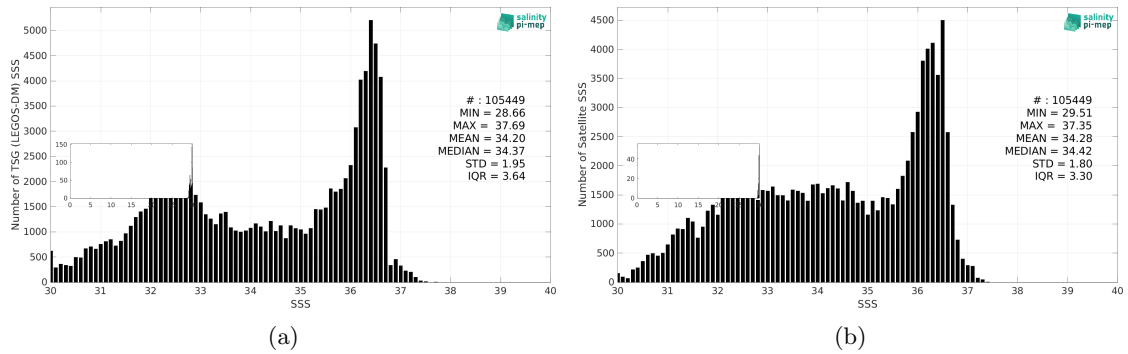 salinity
pi-mep
Number of TSG (LEGOS-DM) SSS
5000
4500
4000
3500
3000
2500
2000
1500
1000
500
0
# : 105449
MIN = 28.66
MAX = 37.69
MEAN = 34.20
MEDIAN = 34.37
STD = 1.95
IQR = 3.64
150
100
50
0
0 5 10 15 20 25
30 31 32 33 34 35 36 37 38 39 40
SSS
(a)
salinity
pi-mep
Number of Satellite SSS
4500
4000
3500
3000
2500
2000
1500
1000
500
0
# : 105449
MIN = 29.51
MAX = 37.35
MEAN = 34.28
MEDIAN = 34.42
STD = 1.80
IQR = 3.30
40
20
0
0 5 10 15
30 31 32 33 34 35 36 37 38 39 40
SSS
(b)